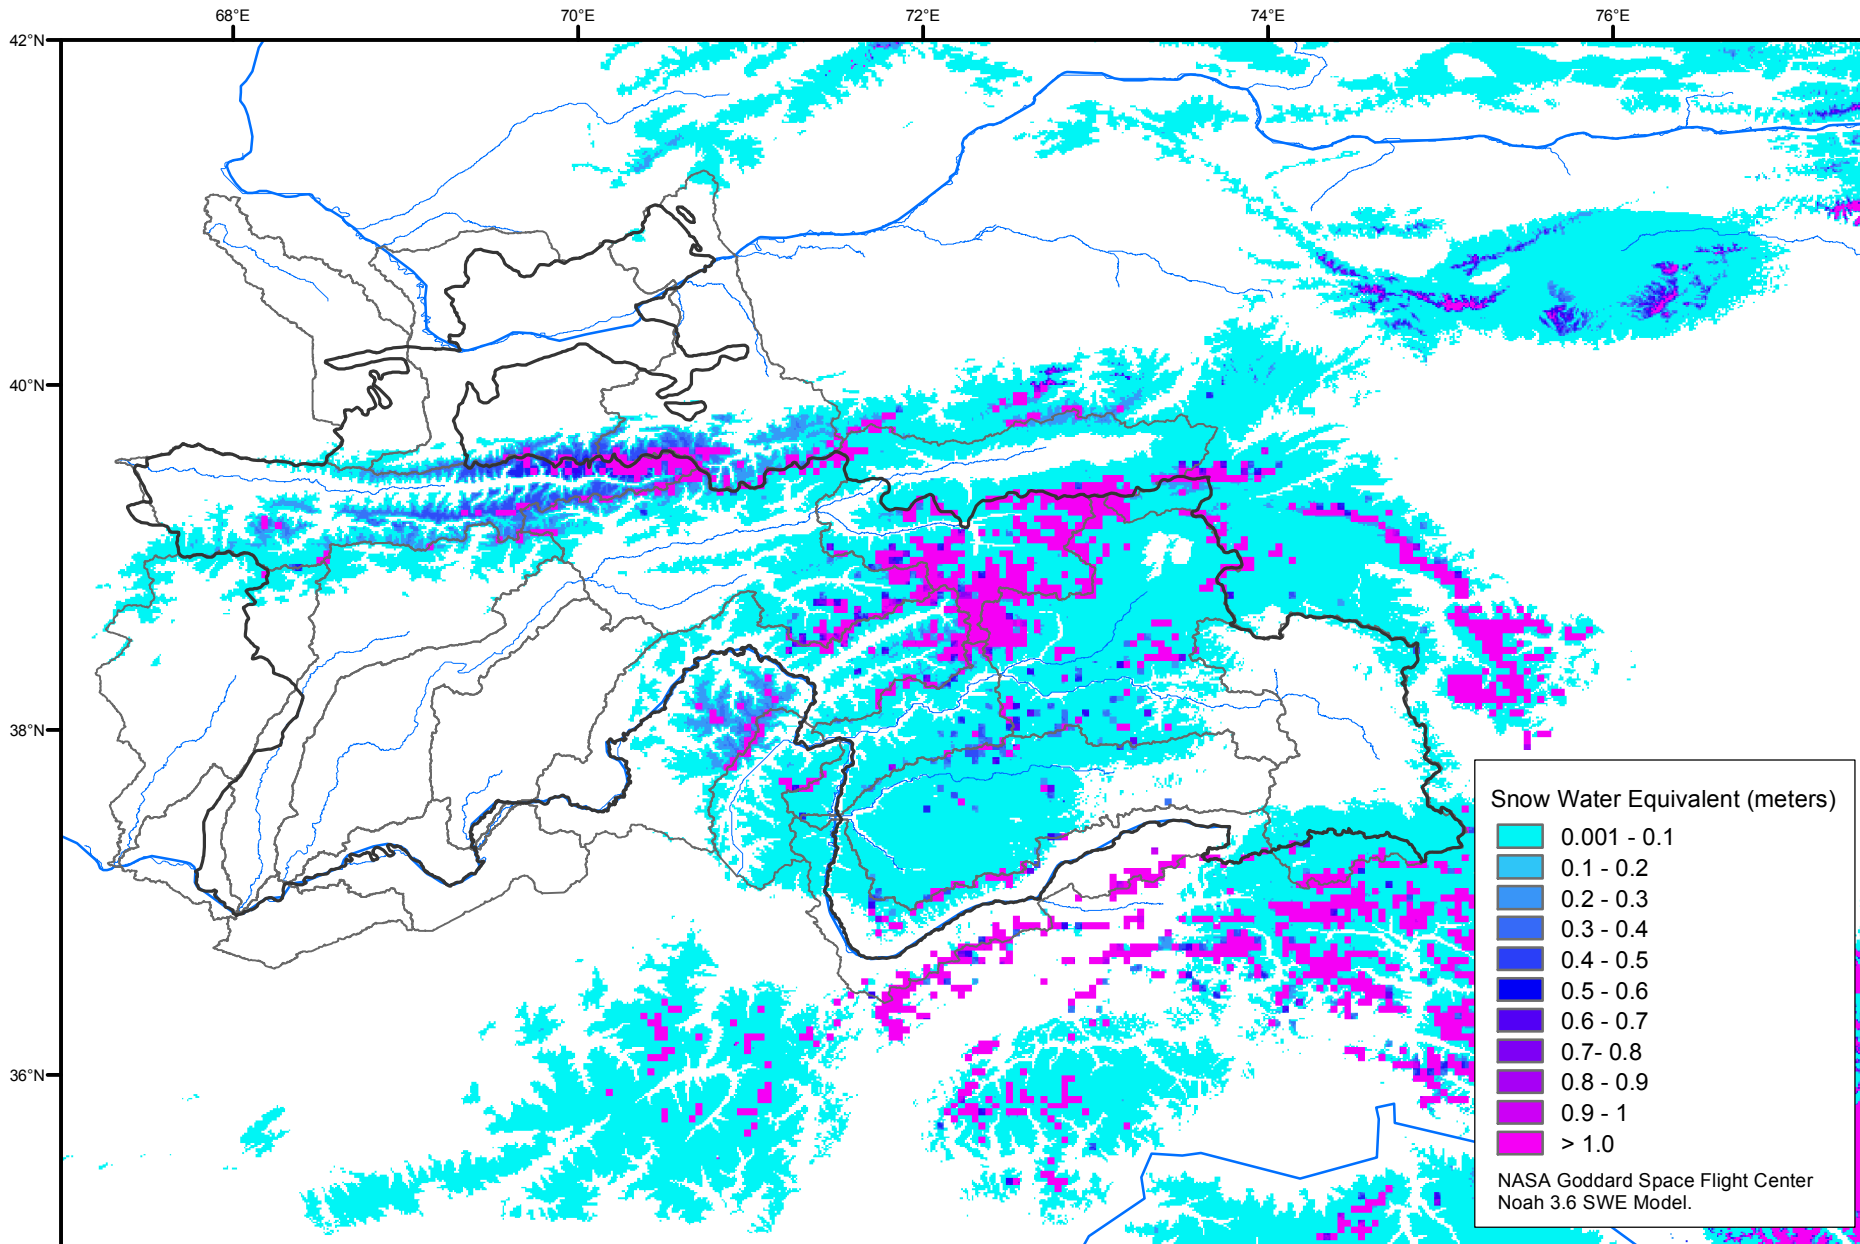 68°E 70°E 72°E 74°E 76°E
42°N
40°N
38°N
36°N
Snow Water Equivalent (meters)
0.001 - 0.1
0.1 - 0.2
0.2 - 0.3
0.3 - 0.4
0.4 - 0.5
0.5 - 0.6
0.6 - 0.7
0.7- 0.8
0.8 - 0.9
0.9 - 1
> 1.0
NASA Goddard Space Flight Center
Noah 3.6 SWE Model.